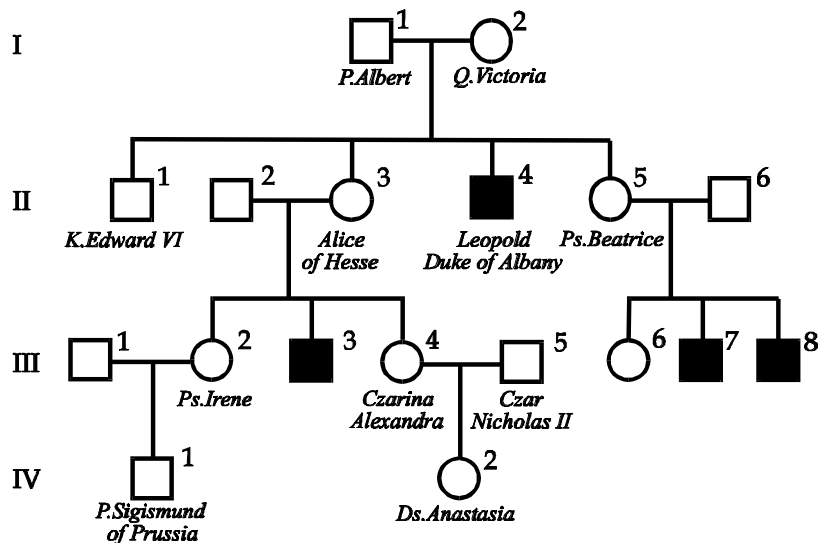 I
1
2
P.Albert
Q.Victoria
II
1
2
3
4
5
6
K.Edward VI
Alice
of Hesse
Leopold
Duke of Albany
Ps.Beatrice
III
1
2
3
4
5
6
7
8
Ps.Irene
Czarina
Alexandra
Czar
Nicholas II
IV
1
2
P.Sigismund
of Prussia
Ds.Anastasia